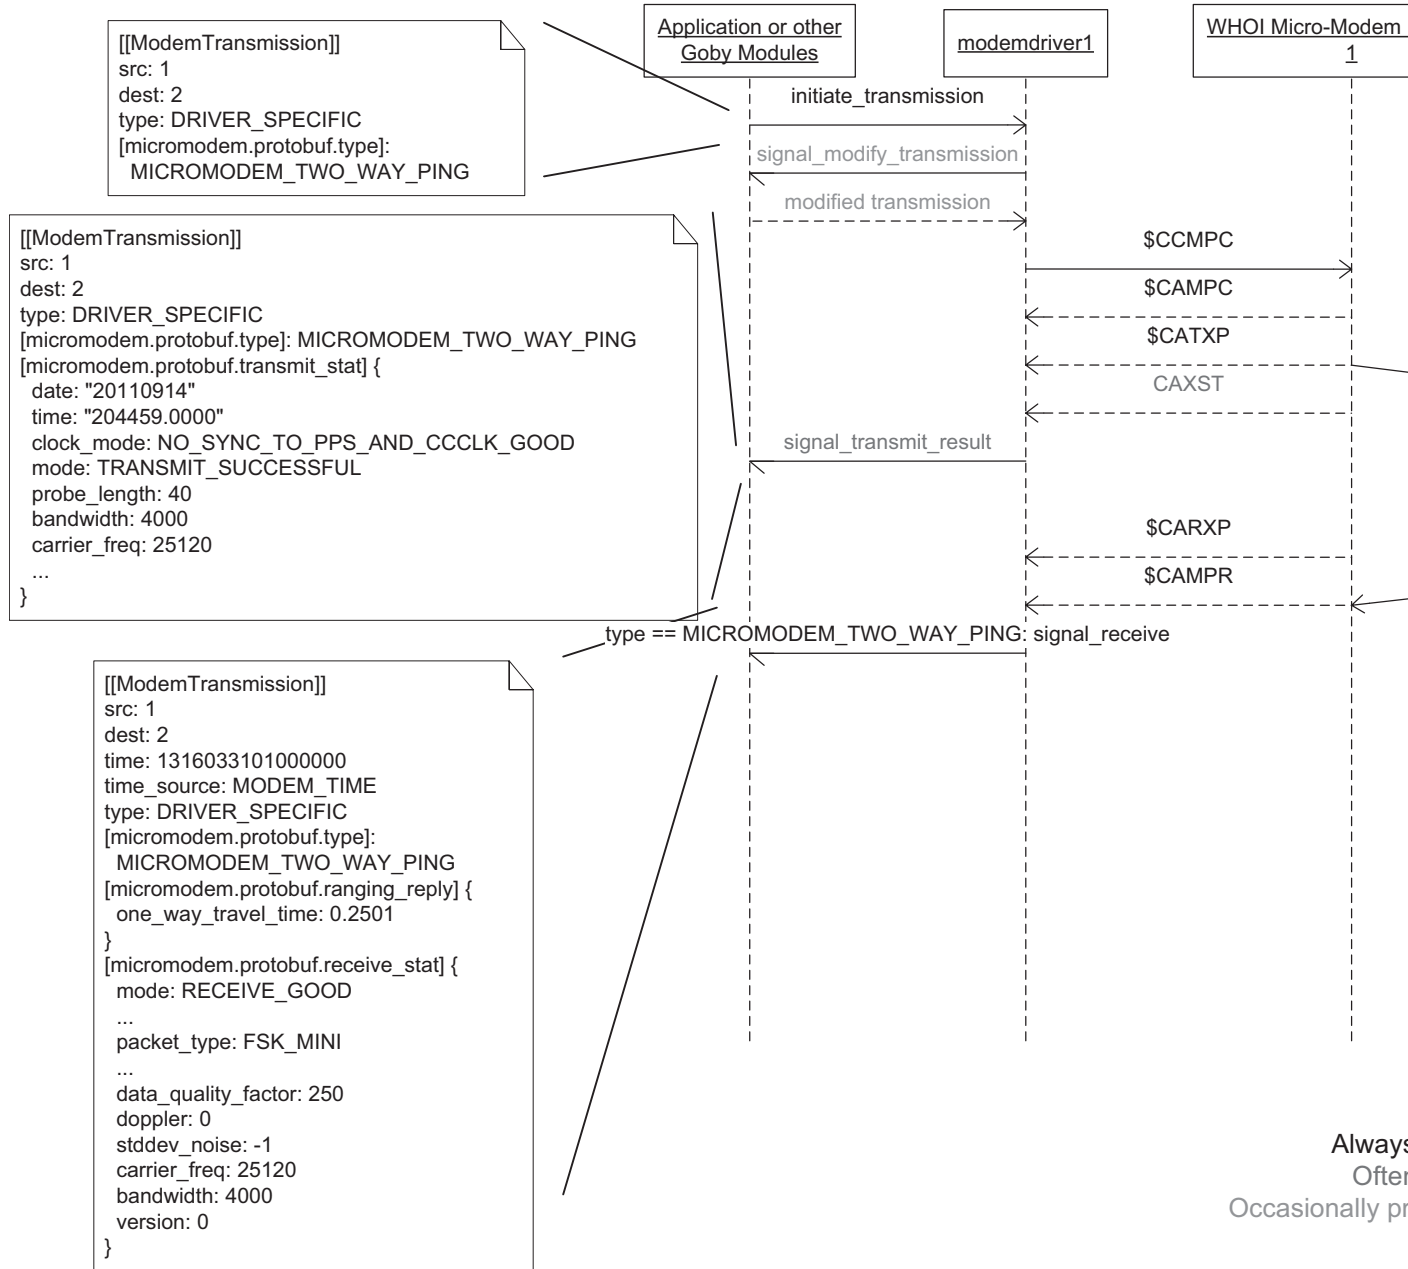 [[ModemTransmission]]
src: 1
dest: 2
type: DRIVER_SPECIFIC
[micromodem.protobuf.type]:
MICROMODEM_TWO_WAY_PING
[[ModemTransmission]]
src: 1
dest: 2
type: DRIVER_SPECIFIC
[micromodem.protobuf.type]: MICROMODEM_TWO_WAY_PING
[micromodem.protobuf.transmit_stat] {
date: "20110914"
time: "204459.0000"
clock_mode: NO_SYNC_TO_PPS_AND_CCCLK_GOOD
mode: TRANSMIT_SUCCESSFUL
probe_length: 40
bandwidth: 4000
carrier_freq: 25120
...
}
[[ModemTransmission]]
src: 1
dest: 2
time: 1316033101000000
time_source: MODEM_TIME
type: DRIVER_SPECIFIC
[micromodem.protobuf.type]:
MICROMODEM_TWO_WAY_PING
[micromodem.protobuf.ranging_reply] {
one_way_travel_time: 0.2501
}
[micromodem.protobuf.receive_stat] {
mode: RECEIVE_GOOD
...
packet_type: FSK_MINI
...
data_quality_factor: 250
doppler: 0
stddev_noise: -1
carrier_freq: 25120
bandwidth: 4000
version: 0
}
Application or other
Goby Modules
modemdriver1
WHOI Micro-Modem
1
initiate_transmission
signal_modify_transmission
modified transmission
$CCMPC
$CAMPC
$CATXP
CAXST
signal_transmit_result
$CARXP
$CAMPR
type == MICROMODEM_TWO_WAY_PING: signal_receive
Always
Often
Occasionally pr